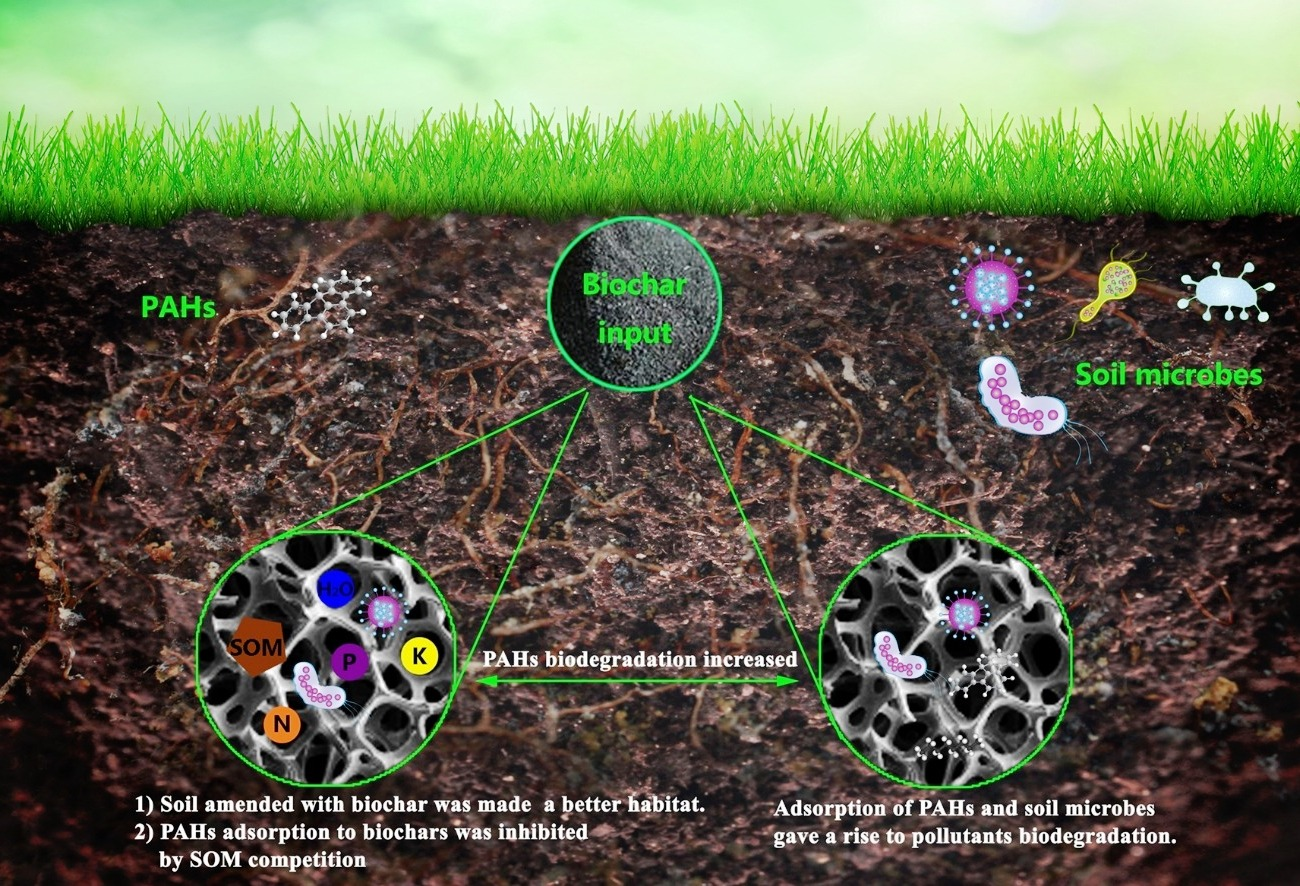 Biochar
input
PAHs
Soil microbes
H₂O
SOM
P
K
N
PAHs biodegradation increased
1) Soil amended with biochar was made a better habitat.
2) PAHs adsorption to biochars was inhibited
by SOM competition
Adsorption of PAHs and soil microbes
gave a rise to pollutants biodegradation.